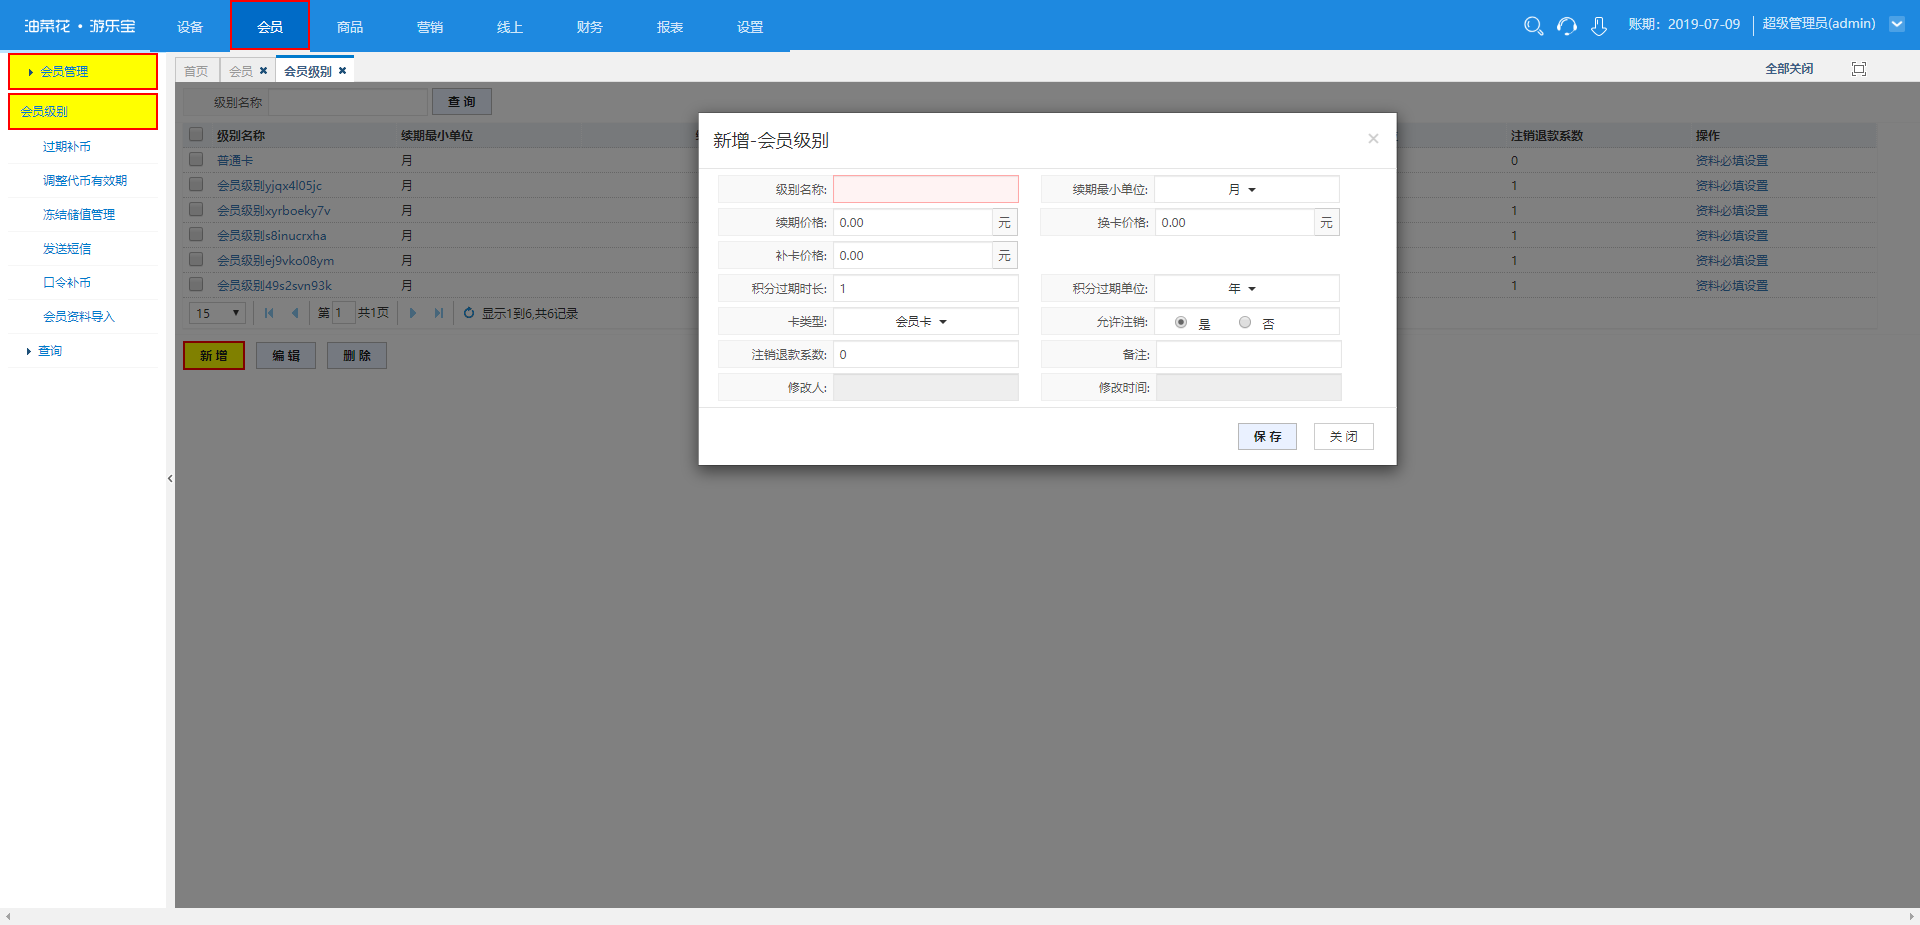 油菜花·游乐宝 设备 会员 商品 营销 线上 财务 报表 设置 账期：2019-07-09 超级管理员(admin)
会员管理
会员级别
过期补币
调整代币有效期
冻结储值管理
发送短信
口令补币
会员资料导入
查询
首页 会员 会员级别 全部关闭
级别名称 查 询
级别名称 续期最小单位 注销退款系数 操作
普通卡 月 0 资料必填设置
会员级别yjqx4l05jc 月 1 资料必填设置
会员级别xyrboeky7v 月 1 资料必填设置
会员级别s8inucrxha 月 1 资料必填设置
会员级别ej9vko08ym 月 1 资料必填设置
会员级别49s2svn93k 月 1 资料必填设置
15 第 1 共1页 显示1到6,共6记录
新 增 编 辑 删 除
新增-会员级别
级别名称: 续期最小单位: 月
续期价格: 0.00 元 换卡价格: 0.00 元
补卡价格: 0.00 元
积分过期时长: 1 积分过期单位: 年
卡类型: 会员卡 允许注销: 是 否
注销退款系数: 0 备注:
修改人: 修改时间:
保 存 关 闭